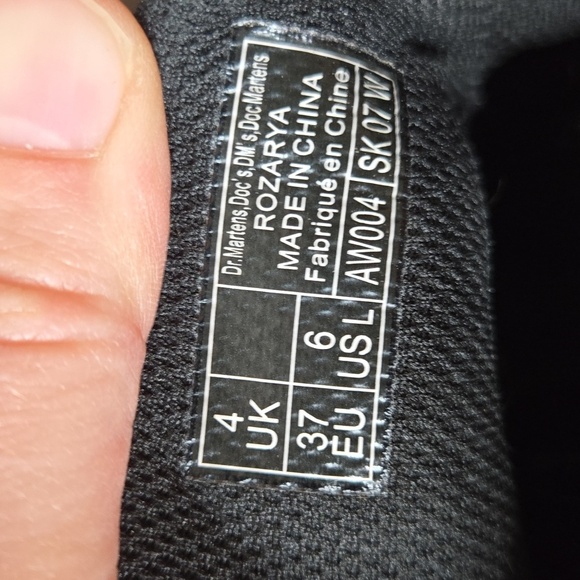 Dr.Martens,Doc's,DM's,DocMartens
ROZARYA
MADE IN CHINA
Fabriqué en Chine
AW004 SK 07 W
4
UK
6
US L
37
EU